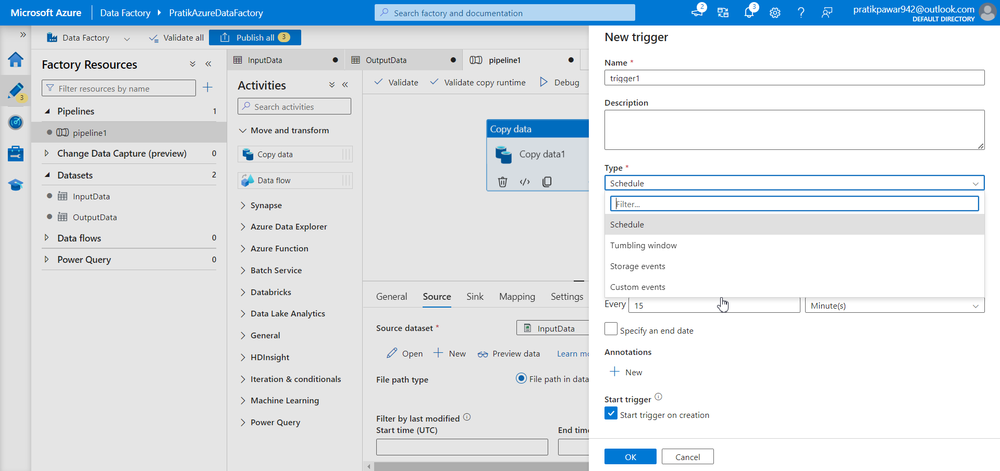 Microsoft Azure
Data Factory
PratikAzureDataFactory
Search factory and documentation
2
3
pratikpawar942@outlook.com
DEFAULT DIRECTORY
Data Factory
Validate all
Publish all
3
3
Factory Resources
Filter resources by name
Pipelines
1
pipeline1
Change Data Capture (preview)
0
Datasets
2
InputData
OutputData
Data flows
0
Power Query
0
InputData
OutputData
pipeline1
Activities
Search activities
Move and transform
Copy data
Data flow
Synapse
Azure Data Explorer
Azure Function
Batch Service
Databricks
Data Lake Analytics
General
HDInsight
Iteration & conditionals
Machine Learning
Power Query
Validate
Validate copy runtime
Debug
Copy data
Copy data1
General
Source
Sink
Mapping
Settings
Source dataset *
InputData
Open
New
Preview data
Learn mo
File path type
File path in data
Filter by last modified
Start time (UTC)
End time
New trigger
Name *
trigger1
Description
Type *
Schedule
Filter...
Schedule
Tumbling window
Storage events
Custom events
Every
15
Minute(s)
Specify an end date
Annotations
New
Start trigger
Start trigger on creation
OK
Cancel